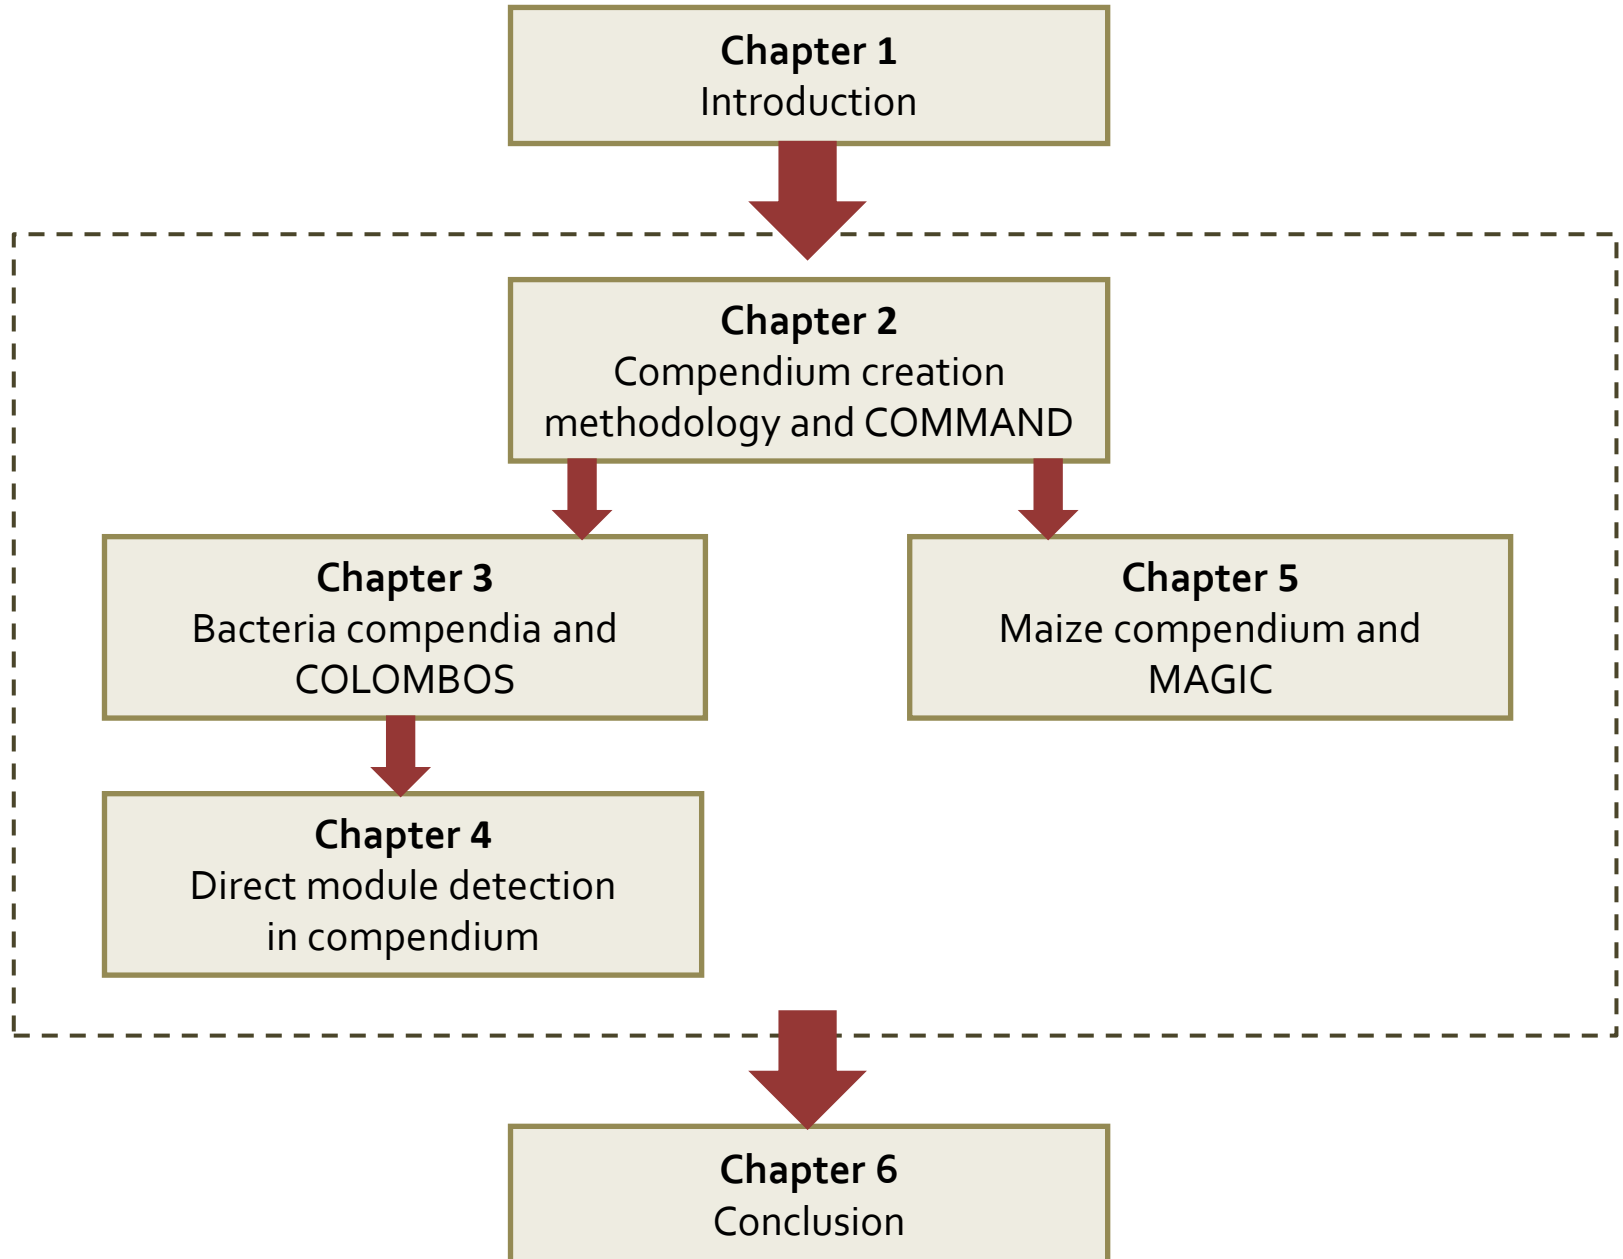 Chapter 1
Introduction
Chapter 2
Compendium creation
methodology and COMMAND
Chapter 3
Bacteria compendia and
COLOMBOS
Chapter 5
Maize compendium and
MAGIC
Chapter 4
Direct module detection
in compendium
Chapter 6
Conclusion